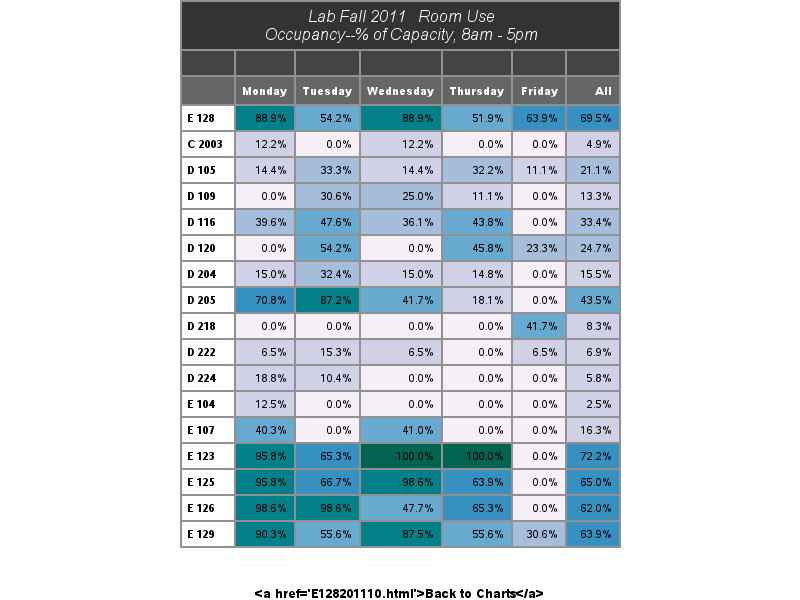 Lab Fall 2011 Room Use
Occupancy--% of Capacity, 8am - 5pm
Monday Tuesday Wednesday Thursday Friday All
E 128 88.9% 54.2% 88.9% 51.9% 63.9% 69.5%
C 2003 12.2% 0.0% 12.2% 0.0% 0.0% 4.9%
D 105 14.4% 33.3% 14.4% 32.2% 11.1% 21.1%
D 109 0.0% 30.6% 25.0% 11.1% 0.0% 13.3%
D 116 39.6% 47.6% 36.1% 43.8% 0.0% 33.4%
D 120 0.0% 54.2% 0.0% 45.8% 23.3% 24.7%
D 204 15.0% 32.4% 15.0% 14.8% 0.0% 15.5%
D 205 70.8% 87.2% 41.7% 18.1% 0.0% 43.5%
D 218 0.0% 0.0% 0.0% 0.0% 41.7% 8.3%
D 222 6.5% 15.3% 6.5% 0.0% 6.5% 6.9%
D 224 18.8% 10.4% 0.0% 0.0% 0.0% 5.8%
E 104 12.5% 0.0% 0.0% 0.0% 0.0% 2.5%
E 107 40.3% 0.0% 41.0% 0.0% 0.0% 16.3%
E 123 95.8% 65.3% 100.0% 100.0% 0.0% 72.2%
E 125 95.8% 66.7% 98.6% 63.9% 0.0% 65.0%
E 126 98.6% 98.6% 47.7% 65.3% 0.0% 62.0%
E 129 90.3% 55.6% 87.5% 55.6% 30.6% 63.9%
<a href='E128201110.html'>Back to Charts</a>